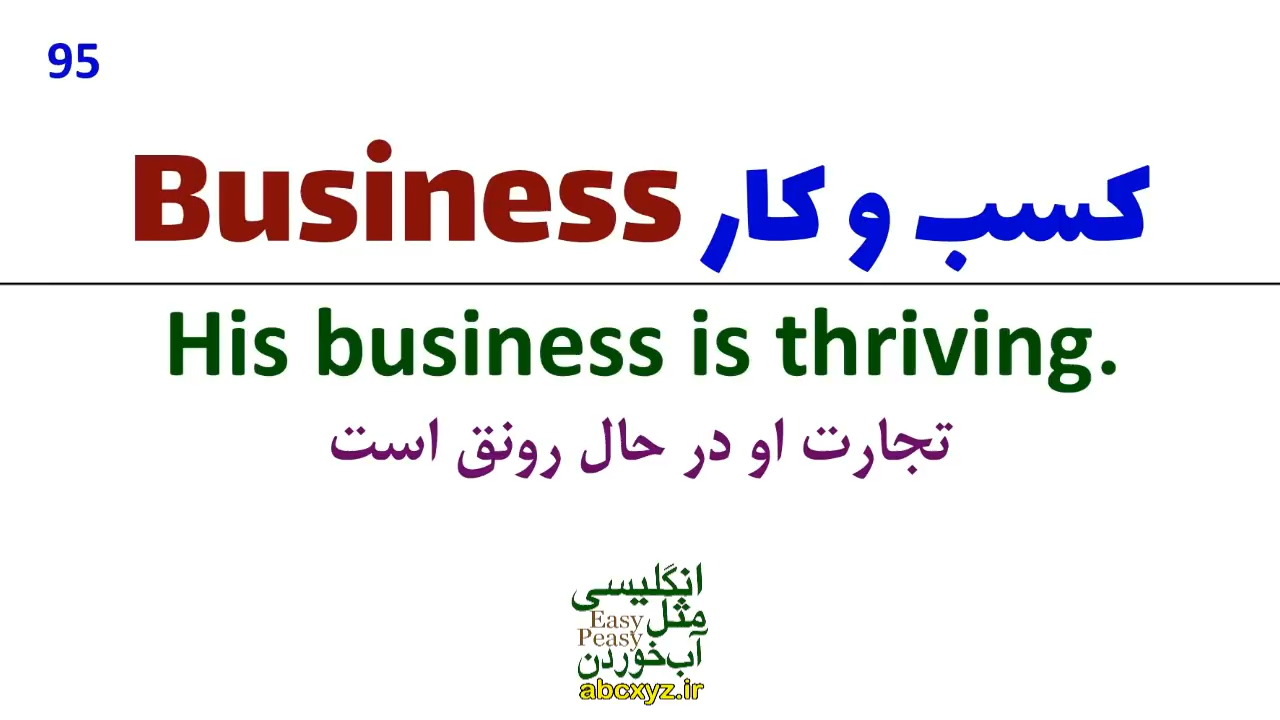 95
Business کسب و کار
His business is thriving.
تجارت او در حال رونق است
انگلیسی
مثل
Easy
Peasy
آب‌خوردن
abcxyz.ir